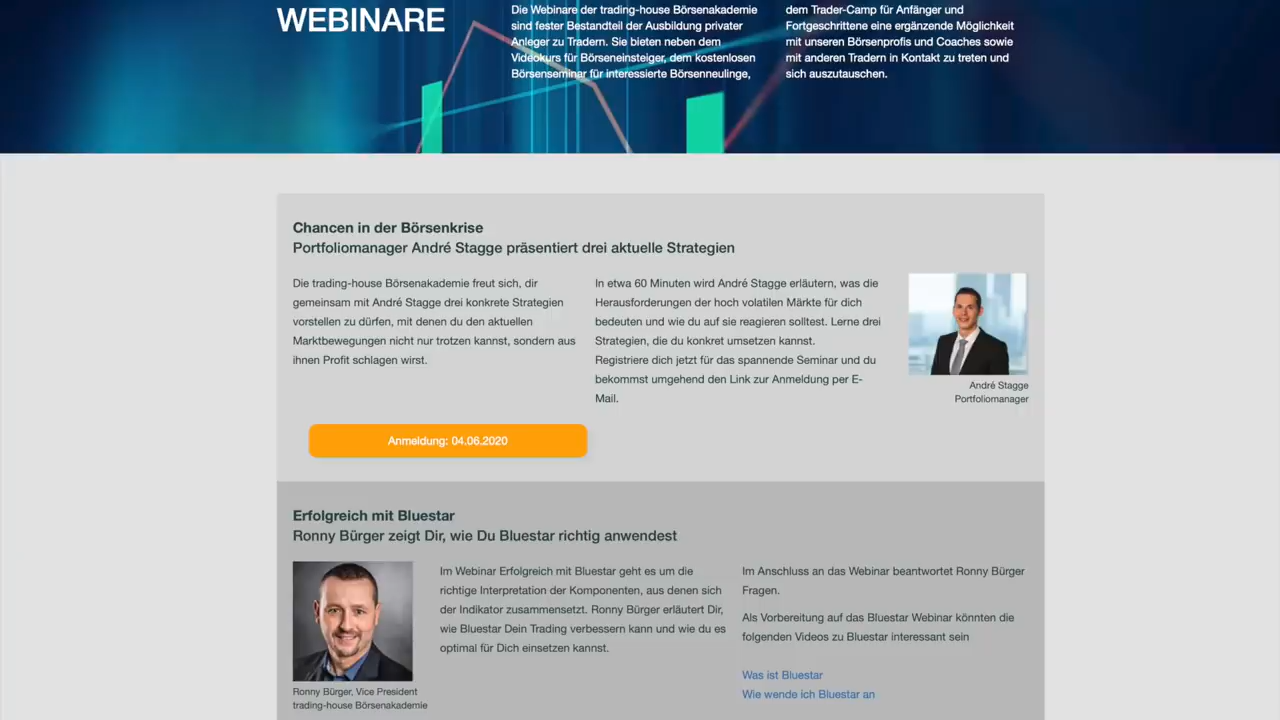 WEBINARE
Die Webinare der trading-house Börsenakademie
sind fester Bestandteil der Ausbildung privater
Anleger zu Tradern. Sie bieten neben dem
Videokurs für Börseneinsteiger, dem kostenlosen
Börsenseminar für interessierte Börsenneulinge,
dem Trader-Camp für Anfänger und
Fortgeschrittene eine ergänzende Möglichkeit
mit unseren Börsenprofis und Coaches sowie
mit anderen Tradern in Kontakt zu treten und
sich auszutauschen.
Chancen in der Börsenkrise
Portfoliomanager André Stagge präsentiert drei aktuelle Strategien
Die trading-house Börsenakademie freut sich, dir
gemeinsam mit André Stagge drei konkrete Strategien
vorstellen zu dürfen, mit denen du den aktuellen
Marktbewegungen nicht nur trotzen kannst, sondern aus
ihnen Profit schlagen wirst.
In etwa 60 Minuten wird André Stagge erläutern, was die
Herausforderungen der hoch volatilen Märkte für dich
bedeuten und wie du auf sie reagieren solltest. Lerne drei
Strategien, die du konkret umsetzen kannst.
Registriere dich jetzt für das spannende Seminar und du
bekommst umgehend den Link zur Anmeldung per E-
Mail.
André Stagge
Portfoliomanager
Anmeldung: 04.06.2020
Erfolgreich mit Bluestar
Ronny Bürger zeigt Dir, wie Du Bluestar richtig anwendest
Ronny Bürger, Vice President
trading-house Börsenakademie
Im Webinar Erfolgreich mit Bluestar geht es um die
richtige Interpretation der Komponenten, aus denen sich
der Indikator zusammensetzt. Ronny Bürger erläutert Dir,
wie Bluestar Dein Trading verbessern kann und wie du es
optimal für Dich einsetzen kannst.
Im Anschluss an das Webinar beantwortet Ronny Bürger
Fragen.
Als Vorbereitung auf das Bluestar Webinar könnten die
folgenden Videos zu Bluestar interessant sein
Was ist Bluestar
Wie wende ich Bluestar an